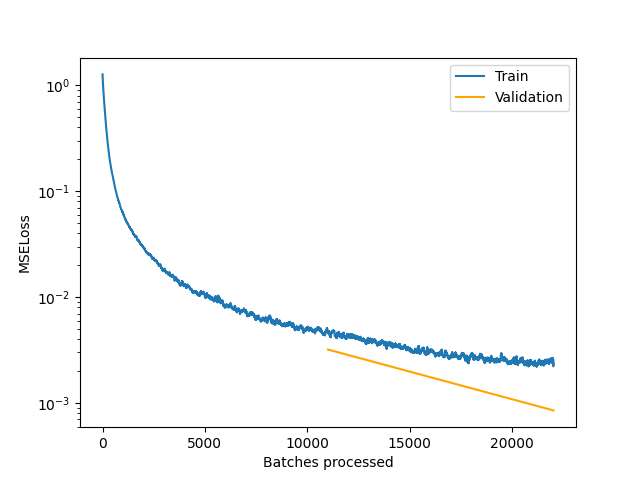 Train
Validation
10⁰
10⁻¹
10⁻²
10⁻³
MSELoss
0 5000 10000 15000 20000
Batches processed